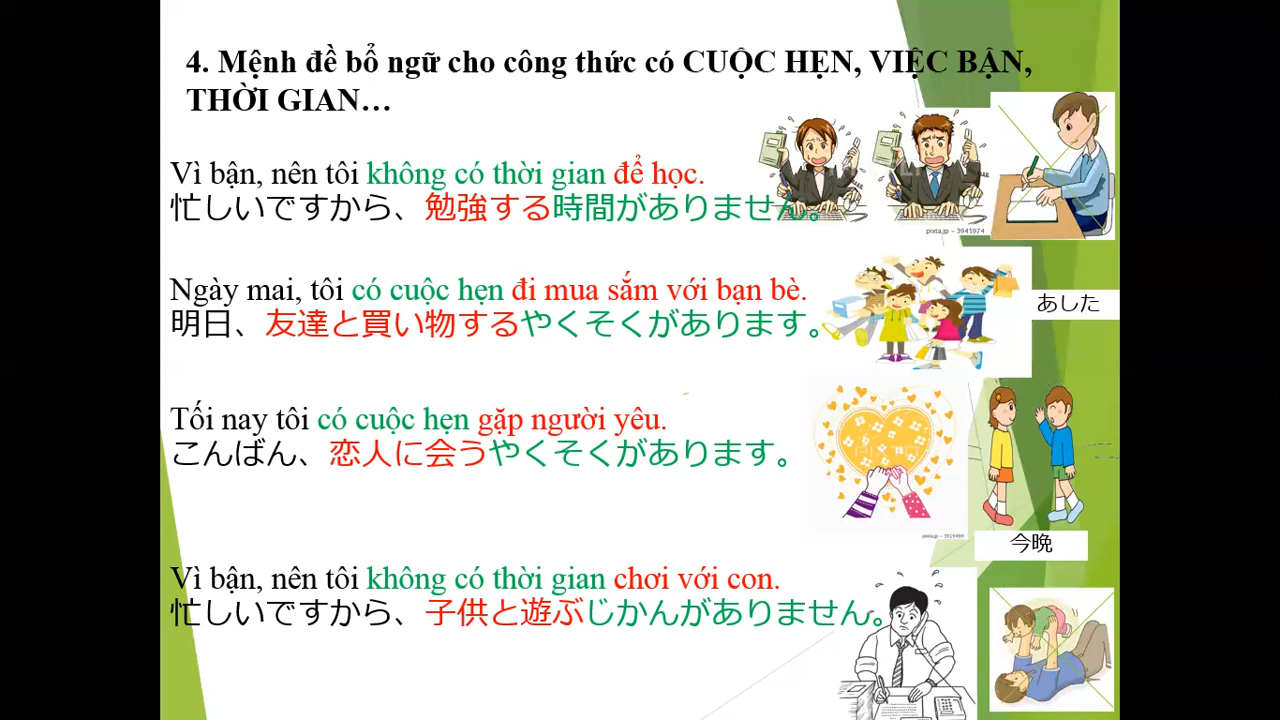 4. Mệnh đề bổ ngữ cho công thức có CUỘC HẸN, VIỆC BẬN,
THỜI GIAN…
Vì bận, nên tôi không có thời gian để học.
忙しいですから、勉強する時間がありません。
pixta.jp - 3945974
Ngày mai, tôi có cuộc hẹn đi mua sắm với bạn bè.
明日、友達と買い物するやくそくがあります。
あした
Tối nay tôi có cuộc hẹn gặp người yêu.
こんばん、恋人に会うやくそくがあります。
今晩
Vì bận, nên tôi không có thời gian chơi với con.
忙しいですから、子供と遊ぶじかんがありません。